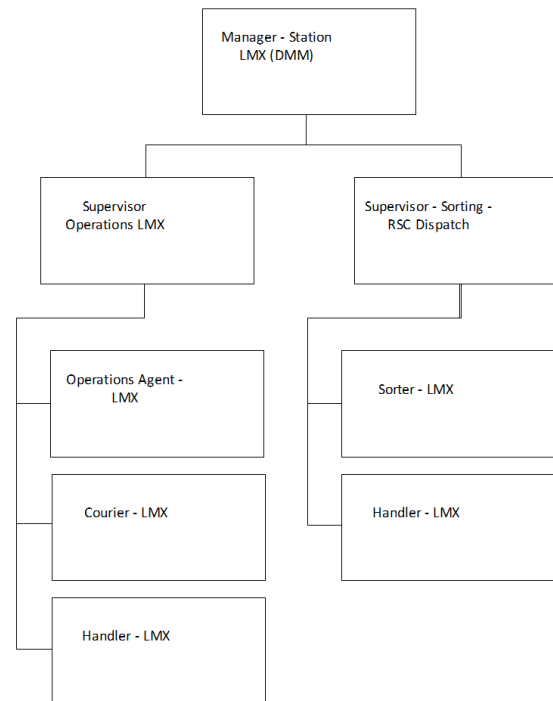 Manager - Station
LMX (DMM)
Supervisor
Operations LMX
Supervisor - Sorting -
RSC Dispatch
Operations Agent -
LMX
Courier - LMX
Handler - LMX
Sorter - LMX
Handler - LMX